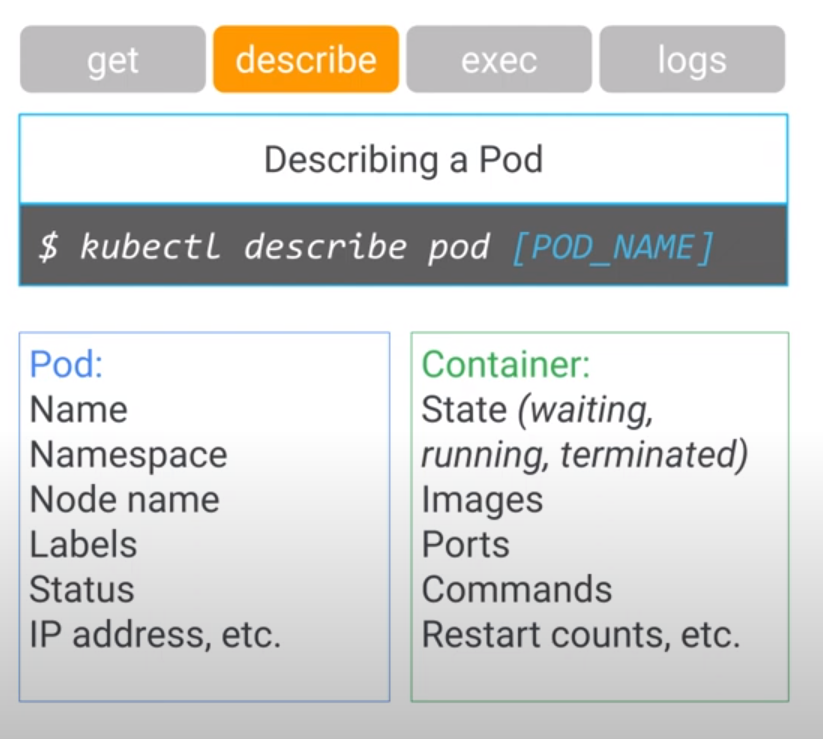 get describe exec logs
Describing a Pod
$ kubectl describe pod [POD_NAME]
Pod:
Name
Namespace
Node name
Labels
Status
IP address, etc.
Container:
State (waiting,
running, terminated)
Images
Ports
Commands
Restart counts, etc.